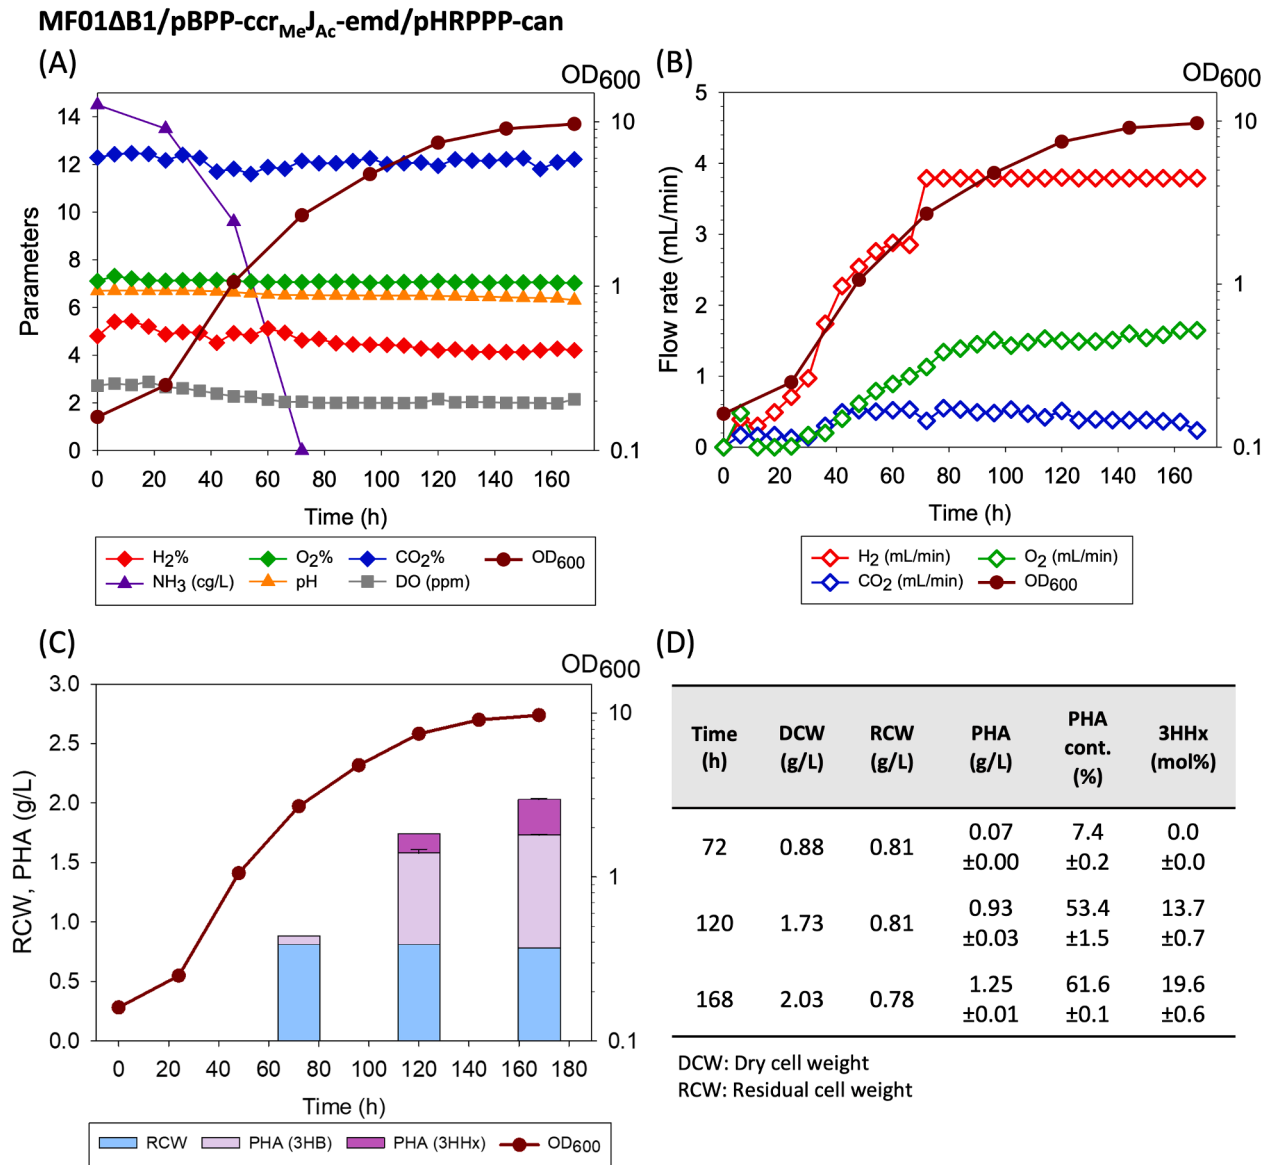 MF01ΔB1/pBPP-ccrMeJAc-emd/pHRPPP-can
(A)
OD600
Parameters
14
12
10
8
6
4
2
0
10
1
0.1
0 20 40 60 80 100 120 140 160
Time (h)
H2% O2% CO2% OD600
NH3 (cg/L) pH DO (ppm)
(B)
OD600
Flow rate (mL/min)
5
4
3
2
1
0
10
1
0.1
0 20 40 60 80 100 120 140 160
Time (h)
H2 (mL/min) O2 (mL/min)
CO2 (mL/min) OD600
(C)
OD600
RCW, PHA (g/L)
3.0
2.5
2.0
1.5
1.0
0.5
0.0
10
1
0.1
0 20 40 60 80 100 120 140 160 180
Time (h)
RCW PHA (3HB) PHA (3HHx) OD600
(D)
Time (h) DCW (g/L) RCW (g/L) PHA (g/L) PHA cont. (%) 3HHx (mol%)
72 0.88 0.81 0.07 ±0.00 7.4 ±0.2 0.0 ±0.0
120 1.73 0.81 0.93 ±0.03 53.4 ±1.5 13.7 ±0.7
168 2.03 0.78 1.25 ±0.01 61.6 ±0.1 19.6 ±0.6
DCW: Dry cell weight
RCW: Residual cell weight